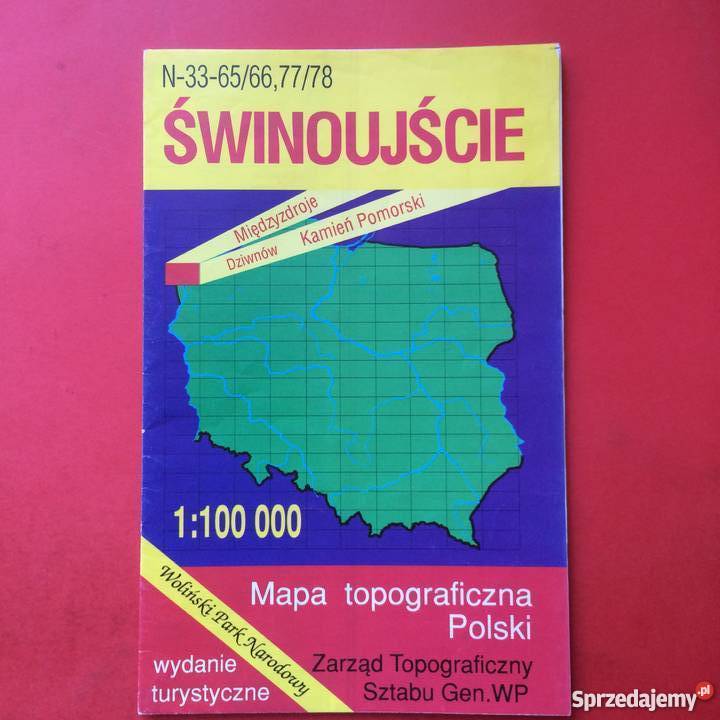 N-33-65/66,77/78
ŚWINOUJŚCIE
Międzyzdroje
Dziwnów Kamień Pomorski
1:100 000
Woliński Park Narodowy
Mapa topograficzna
Polski
wydanie
turystyczne
Zarząd Topograficzny
Sztabu Gen.WP
Sprzedajemy.pl